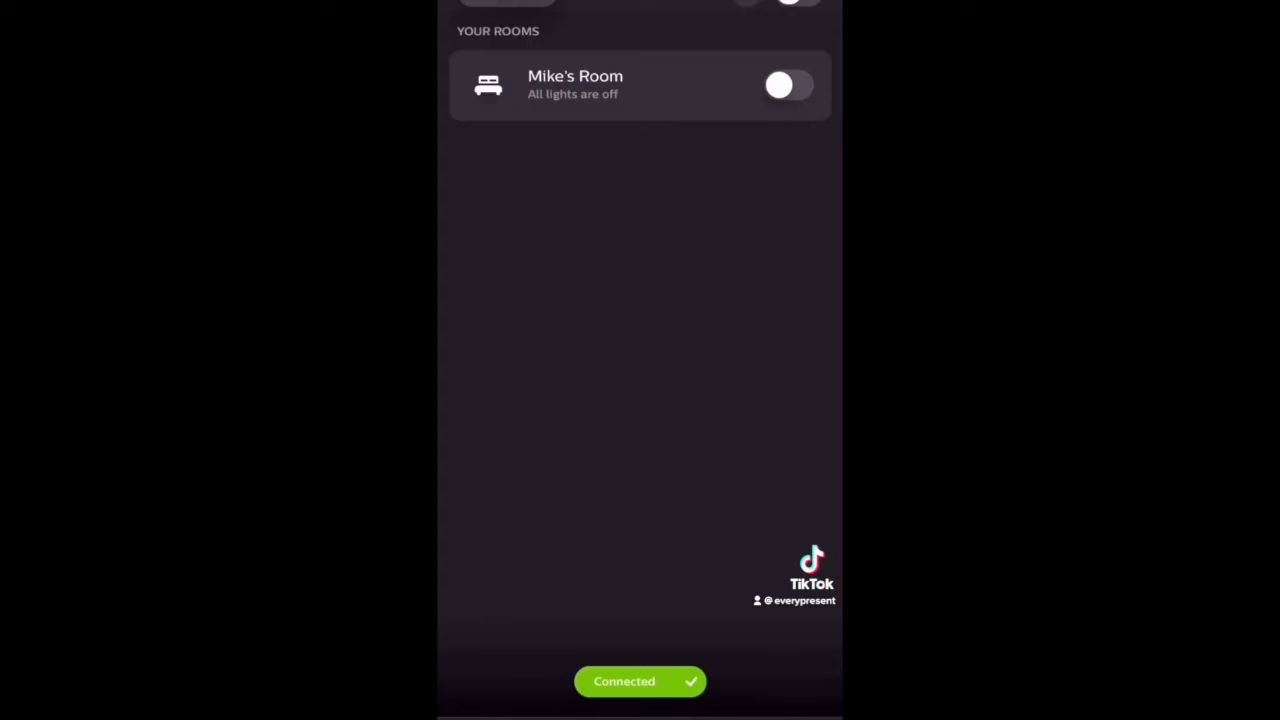 YOUR ROOMS
Mike's Room
All lights are off
TikTok
@everypresent
Connected